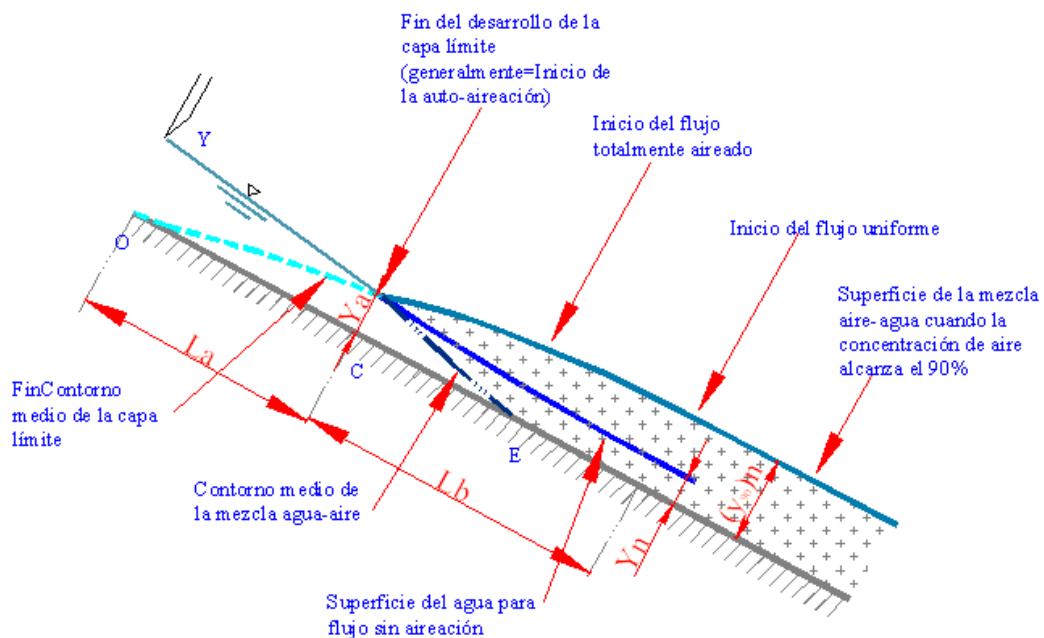 Fin del desarrollo de la
capa límite
(generalmente=Inicio de
la auto-aireación)
Inicio del flujo
totalmente aireado
Y
Inicio del flujo uniforme
O
Superficie de la mezcla
aire-agua cuando la
concentración de aire
alcanza el 90%
Ya
La
C
FinContorno
medio de la capa
límite
E
Lb
Contorno medio de
la mezcla agua-aire
Yn
(y90)m
Superficie del agua para
flujo sin aireación